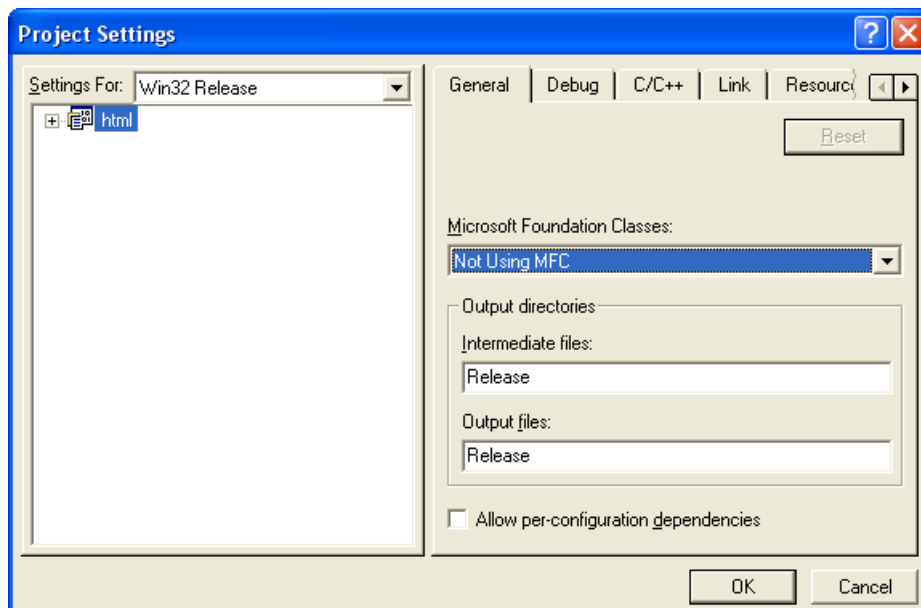 Project Settings
Settings For: Win32 Release
html
General Debug C/C++ Link Resourc
Reset
Microsoft Foundation Classes:
Not Using MFC
Output directories
Intermediate files:
Release
Output files:
Release
Allow per-configuration dependencies
OK Cancel